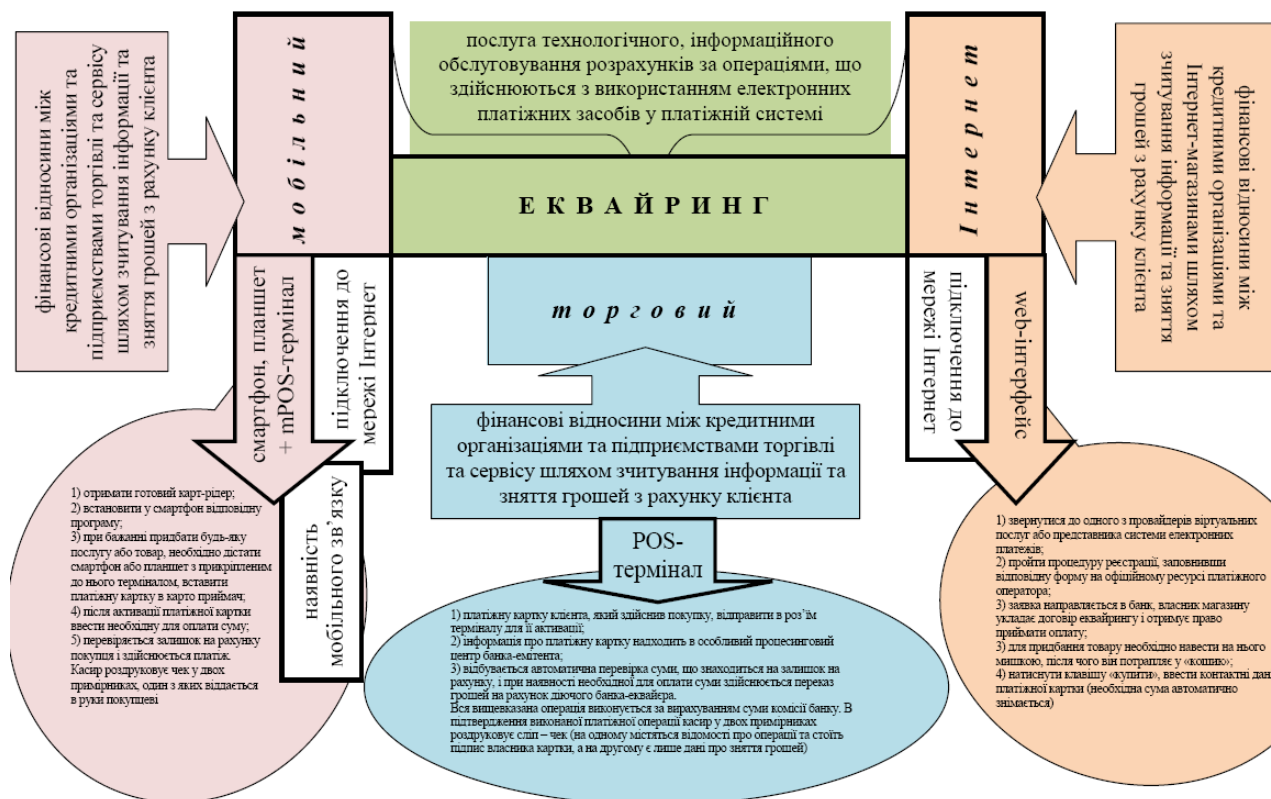 фінансові відносини між
кредитними організаціями та
підприємствами торгівлі та сервісу
шляхом зчитування інформації та
зняття грошей з рахунку клієнта
мобільний
послуга технологічного, інформаційного
обслуговування розрахунків за операціями, що
здійснюються з використанням електронних
платіжних засобів у платіжній системі
ЕКВАЙРИНГ
Інтернет
фінансові відносини між
кредитними організаціями та
Інтернет-магазинами шляхом
зчитування інформації та зняття
грошей з рахунку клієнта
смартфон, планшет
+ mPOS-термінал
підключення до
мережі Інтернет
наявність
мобільного зв’язку
1) отримати готовий карт-рідер;
2) встановити у смартфон відповідну
програму;
3) при бажанні придбати будь-яку
послугу або товар, необхідно дістати
смартфон або планшет з прикріпленим
до нього терміналом, вставити
платіжну картку в карто приймач;
4) після активації платіжної картки
ввести необхідну для оплати суму;
5) перевіряється залишок на рахунку
покупця і здійснюється платіж.
Касир роздруковує чек у двох
примірниках, один з яких віддається
в руки покупцеві
торговий
фінансові відносини між кредитними
організаціями та підприємствами торгівлі
та сервісу шляхом зчитування інформації та
зняття грошей з рахунку клієнта
POS-
термінал
1) платіжну картку клієнта, який здійснив покупку, відправити в роз’їм
терміналу для її активації;
2) інформація про платіжну картку надходить в особливий процесинговий
центр банка-емітента;
3) відбувається автоматична перевірка суми, що знаходиться на залишок на
рахунку, і при наявності необхідної для оплати суми здійснюється переказ
грошей на рахунок діючого банка-еквайєра.
Вся вищевказана операція виконується за вирахуванням суми комісії банку. В
підтвердження виконаної платіжної операції касир у двох примірниках
роздруковує сліп – чек (на одному містяться відомості про операції та стоїть
підпис власника картки, а на другому є лише дані про зняття грошей)
підключення до
мережі Інтернет
web-інтерфейс
1) звернутися до одного з провайдерів віртуальних
послуг або представника системи електронних
платежів;
2) пройти процедуру реєстрації, заповнивши
відповідну форму на офіційному ресурсі платіжного
оператора;
3) заявка направляється в банк, власник магазину
укладає договір еквайрингу і отримує право
приймати оплату;
3) для придбання товару необхідно навести на нього
мишкою, після чого він потрапляє у «кошик»;
4) натиснути клавішу «купити», ввести контактні дані
платіжної картки (необхідна сума автоматично
знімається)